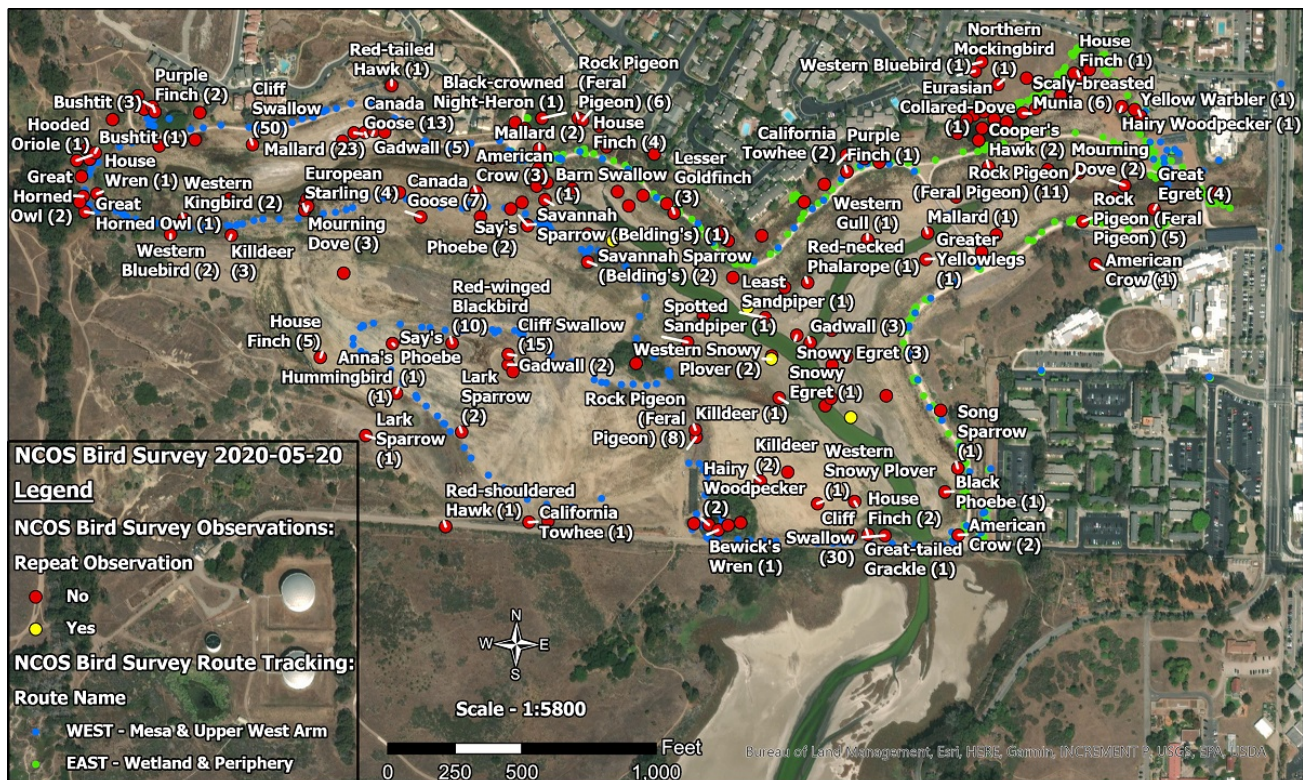 Northern
Mockingbird
(1)
House
Finch (1)
Western Bluebird (1)
Eurasian
Collared-Dove
(1)
Scaly-breasted
Munia (6)
Yellow Warbler (1)
Hairy Woodpecker (1)
Red-tailed
Hawk (1)
Purple
Finch (2)
Bushtit (3)
Cliff
Swallow
(50)
Canada
Goose (13)
Black-crowned
Night-Heron (1)
Rock Pigeon
(Feral
Pigeon) (6)
Mallard (2)
House
Finch (4)
Hooded
Oriole (1)
Bushtit (1)
Mallard (23)
Gadwall (5)
California
Towhee (2)
Purple
Finch (1)
Cooper's
Hawk (2)
Mourning
Dove (2)
House
Wren (1)
Great
Horned
Owl (2)
Great
Horned Owl (1)
Western
Kingbird (2)
European
Starling (4)
Canada
Goose (7)
American
Crow (3)
Barn Swallow
(1)
Lesser
Goldfinch
(3)
Rock Pigeon
(Feral Pigeon) (11)
Great
Egret (4)
Rock
Pigeon (Feral
Pigeon) (5)
Western
Bluebird (2)
Killdeer
(3)
Mourning
Dove (3)
Say's
Phoebe (2)
Savannah
Sparrow (Belding's) (1)
Savannah Sparrow
(Belding's) (2)
Western
Gull (1)
Mallard (1)
Red-necked
Phalarope (1)
Greater
Yellowlegs
(1)
American
Crow (1)
Least
Sandpiper (1)
Spotted
Sandpiper (1)
Gadwall (3)
Snowy Egret (3)
Western Snowy
Plover (2)
Snowy
Egret (1)
Red-winged
Blackbird
(10)
Cliff Swallow
(15)
Gadwall (2)
House
Finch (5)
Say's
Phoebe
(1)
Anna's
Hummingbird
(1)
Lark
Sparrow
(2)
Lark
Sparrow
(1)
Rock Pigeon
(Feral
Pigeon) (8)
Killdeer (1)
Killdeer
(2)
Western
Snowy Plover
(1)
Song
Sparrow
(1)
Hairy
Woodpecker
(2)
House
Finch (2)
Black
Phoebe (1)
Red-shouldered
Hawk (1)
California
Towhee (1)
Bewick's
Wren (1)
Cliff
Swallow
(30)
Great-tailed
Grackle (1)
American
Crow (2)
NCOS Bird Survey 2020-05-20
Legend
NCOS Bird Survey Observations:
Repeat Observation
No
Yes
NCOS Bird Survey Route Tracking:
Route Name
WEST - Mesa & Upper West Arm
EAST - Wetland & Periphery
N
W E
S
Scale - 1:5800
Feet
0 250 500 1,000
Bureau of Land Management, Esri, HERE, Garmin, INCREMENT P, USGS, EPA, USDA